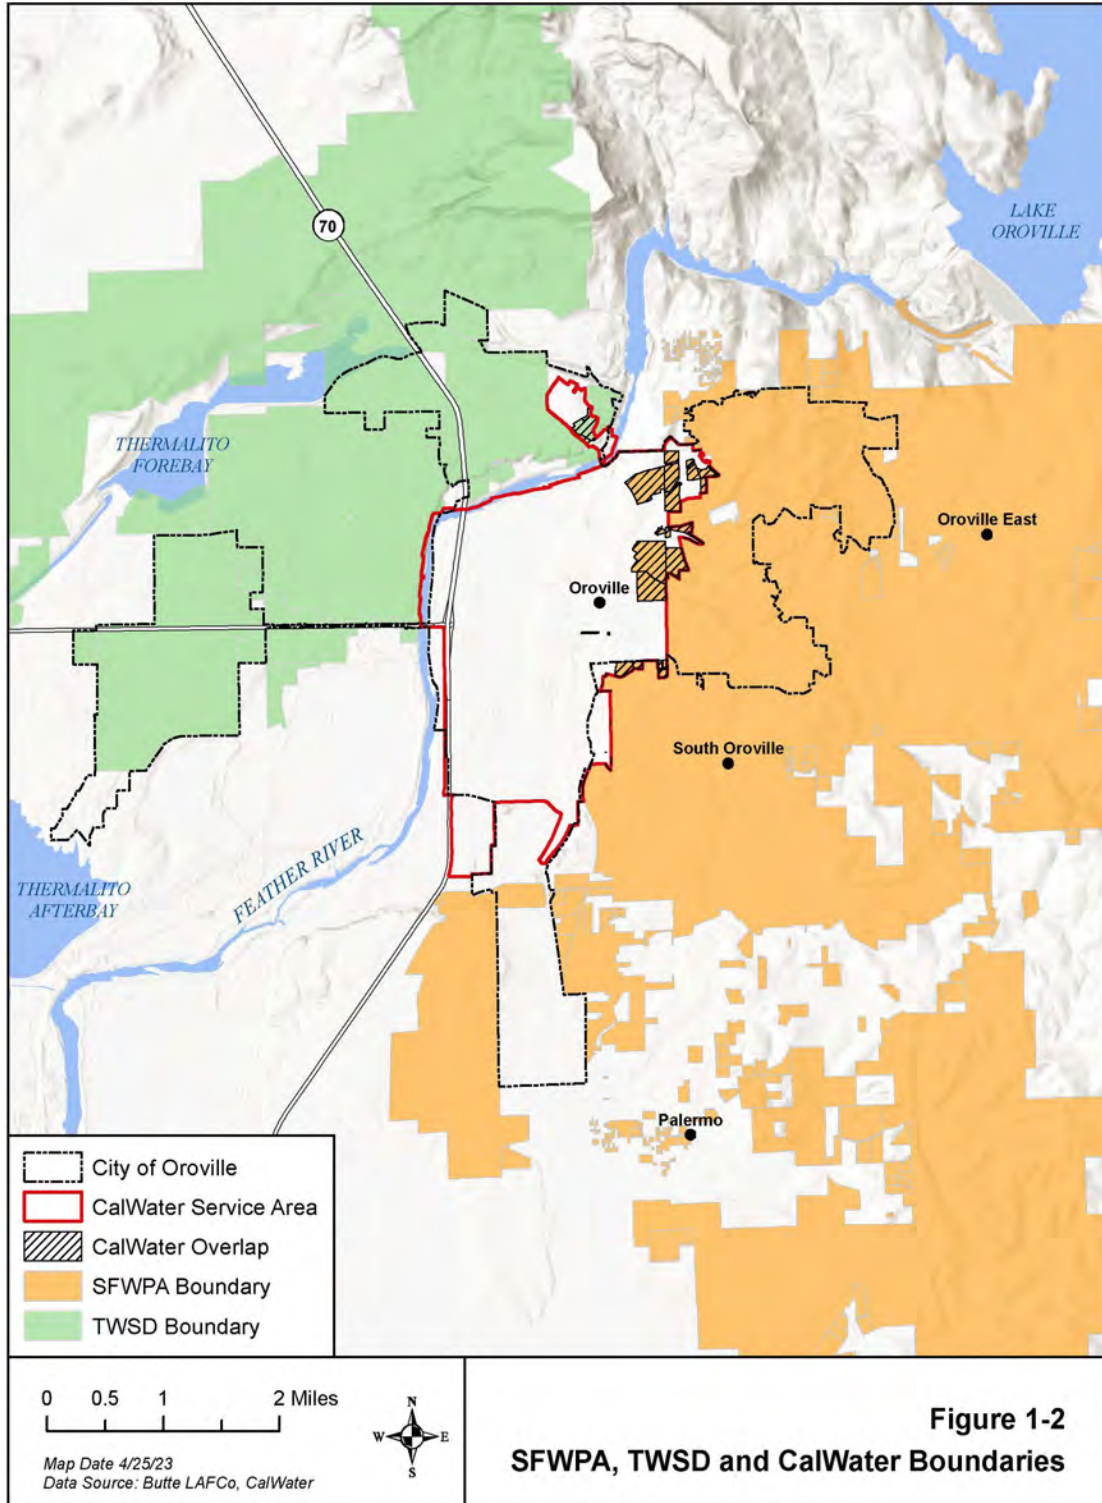 70
LAKE
OROVILLE
THERMALITO
FOREBAY
Oroville East
Oroville
South Oroville
FEATHER RIVER
THERMALITO
AFTERBAY
Palermo
City of Oroville
CalWater Service Area
CalWater Overlap
SFWPA Boundary
TWSD Boundary
0 0.5 1 2 Miles
N
W E
S
Map Date 4/25/23
Data Source: Butte LAFCo, CalWater
Figure 1-2
SFWPA, TWSD and CalWater Boundaries